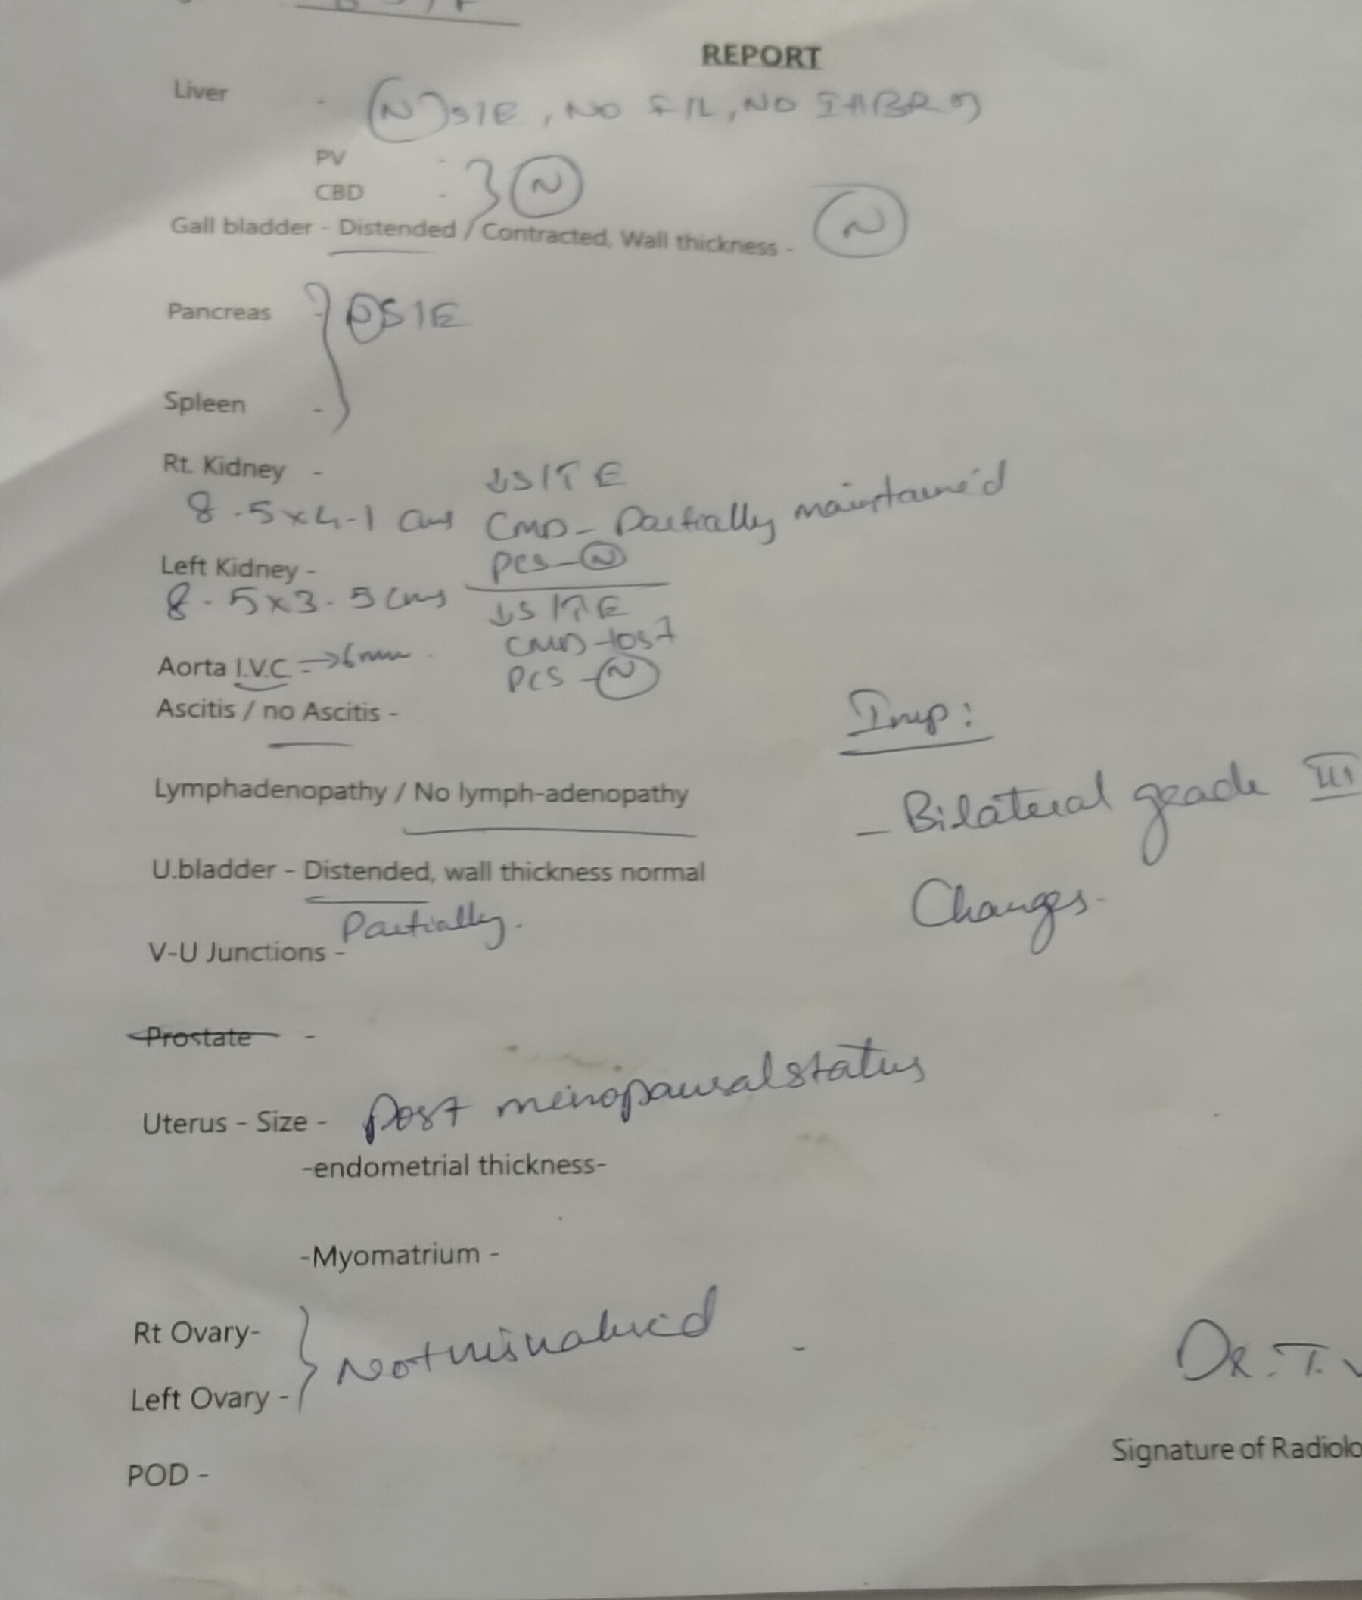 REPORT
Liver - (N) SIE, NO FIL, NO IHBRD
PV -
CBD - } (N)
Gall bladder - Distended / Contracted, Wall thickness - (N)
Pancreas
Spleen - } SIE
Rt. Kidney - ↓SITE
8.5x4.1 cms CMD - Partially maintained
PCS - (N)
Left Kidney -
8.5x3.5 cms ↓SITE
CMD - lost
Aorta I.V.C - →6mm.
PCS - (N)
Ascitis / no Ascitis -
Imp:
Lymphadenopathy / No lymph-adenopathy
- Bilateral grade III
Changes.
U.bladder - Distended, wall thickness normal
Partially.
V-U Junctions -
Prostate -
Uterus - Size - Post menopausal status
-endometrial thickness-
-Myomatrium -
Rt Ovary-
Left Ovary - } Not visualised
DR. T.
Signature of Radiolo
POD -